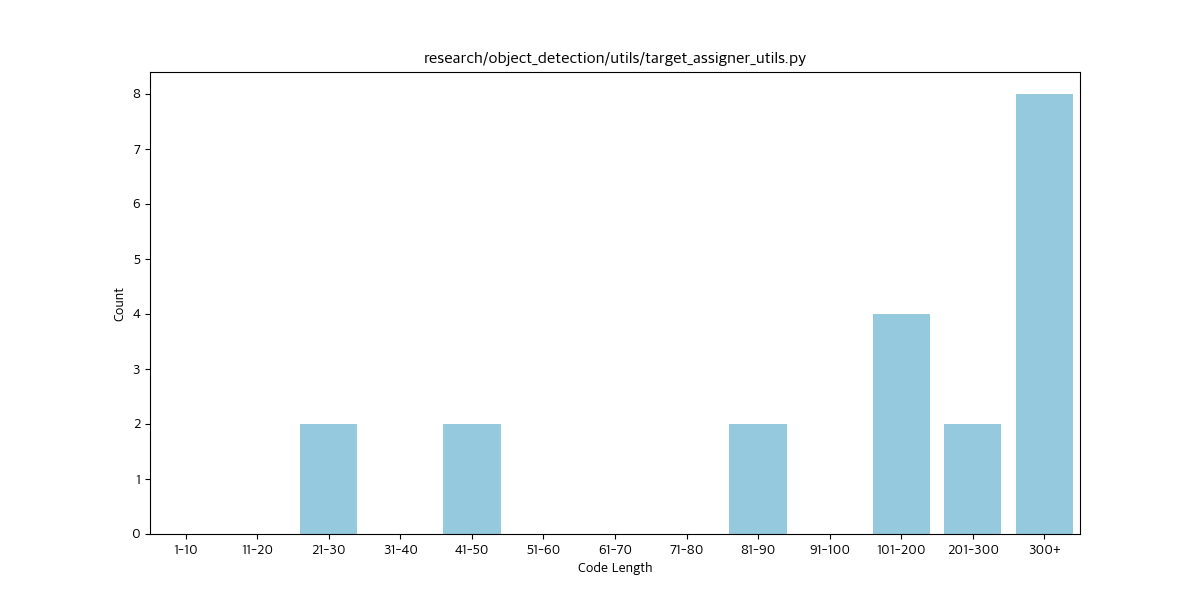 research/object_detection/utils/target_assigner_utils.py
8
7
6
5
4
3
2
1
0
Count
1-10 11-20 21-30 31-40 41-50 51-60 61-70 71-80 81-90 91-100 101-200 201-300 300+
Code Length